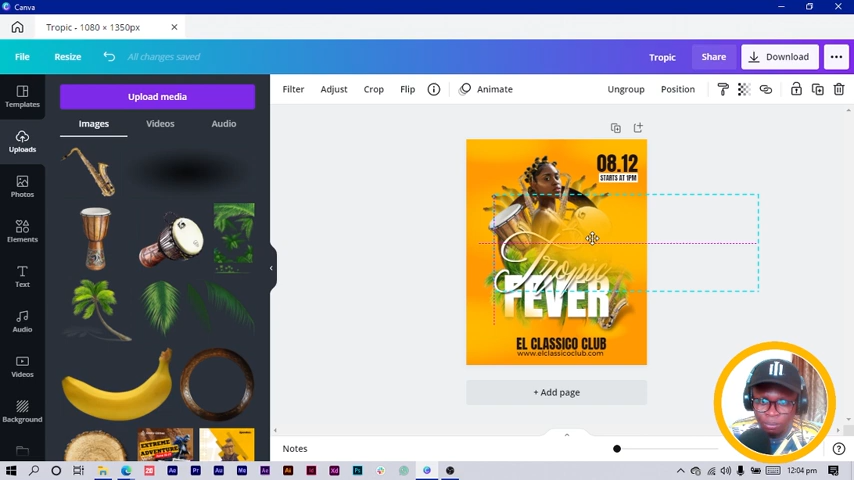 Canva
Tropic - 1080 × 1350px
File
Resize
All changes saved
Tropic
Share
Download
Templates
Uploads
Photos
Elements
Text
Audio
Videos
Background
Upload media
Images
Videos
Audio
Filter
Adjust
Crop
Flip
Animate
Ungroup
Position
08.12
STARTS AT 1PM
Tropic
FEVER
EL CLASSICO CLUB
www.elclassicoclub.com
+ Add page
EXTREME
ADVENTURE
Notes
12:04 pm